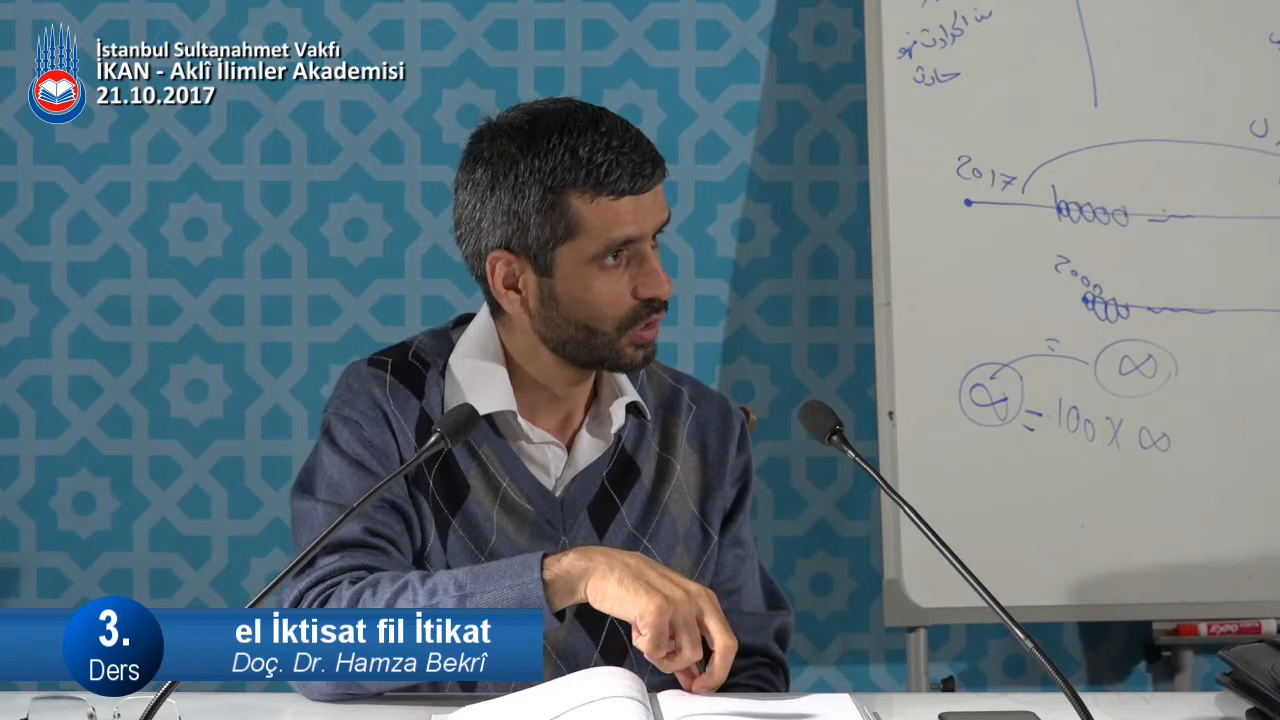 İstanbul Sultanahmet Vakfı
İKAN - Aklî İlimler Akademisi
21.10.2017
حادث
2017
2000
= ∞
∞ = 100 X ∞
3.
Ders
el İktisat fil İtikat
Doç. Dr. Hamza Bekrî